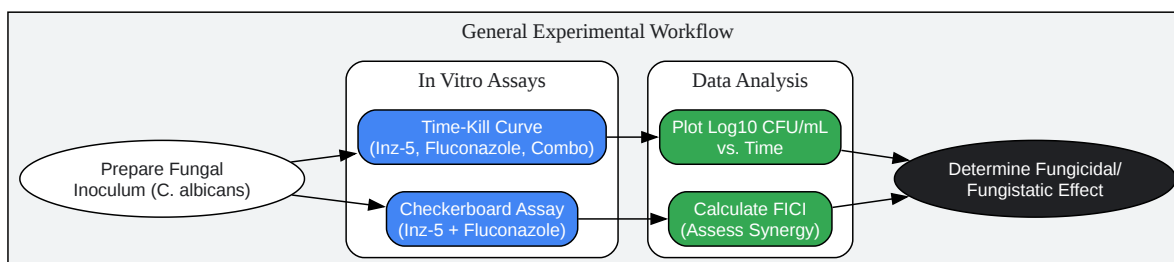 General Experimental Workflow
In Vitro Assays
Data Analysis
Time-Kill Curve
(Inz-5, Fluconazole, Combo)
Plot Log10 CFU/mL
vs. Time
Prepare Fungal
Inoculum (C. albicans)
Determine Fungicidal/
Fungistatic Effect
Checkerboard Assay
(Inz-5 + Fluconazole)
Calculate FICI
(Assess Synergy)